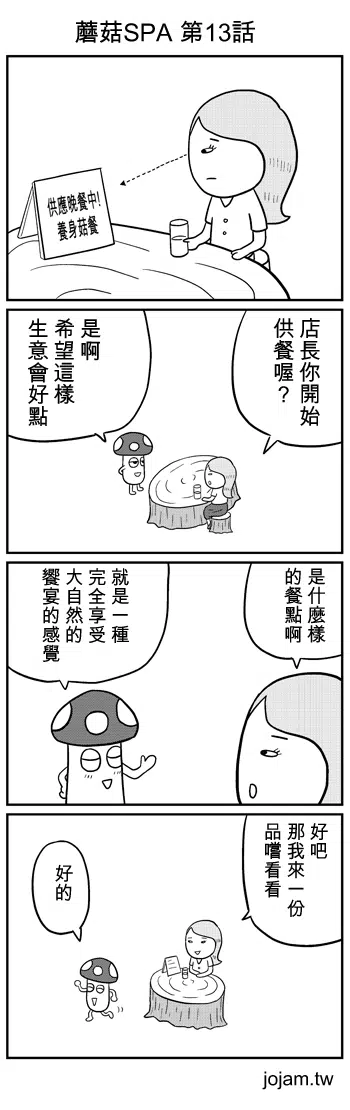 蘑菇SPA 第13話
供應晚餐中!
養身菇餐
店長你開始
供餐喔?
是啊
希望這樣
生意會好點
是什麼樣
的餐點啊
就是一種
完全享受
大自然的
饗宴的感覺
好吧
那我來一份
品嚐看看
好的
jojam.tw